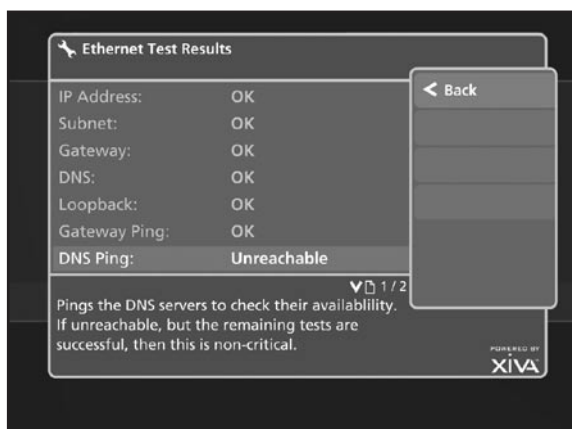 Ethernet Test Results
< Back
IP Address: OK
Subnet: OK
Gateway: OK
DNS: OK
Loopback: OK
Gateway Ping: OK
DNS Ping: Unreachable
1 / 2
Pings the DNS servers to check their availablility.
If unreachable, but the remaining tests are
successful, then this is non-critical.
POWERED BY
XiVA